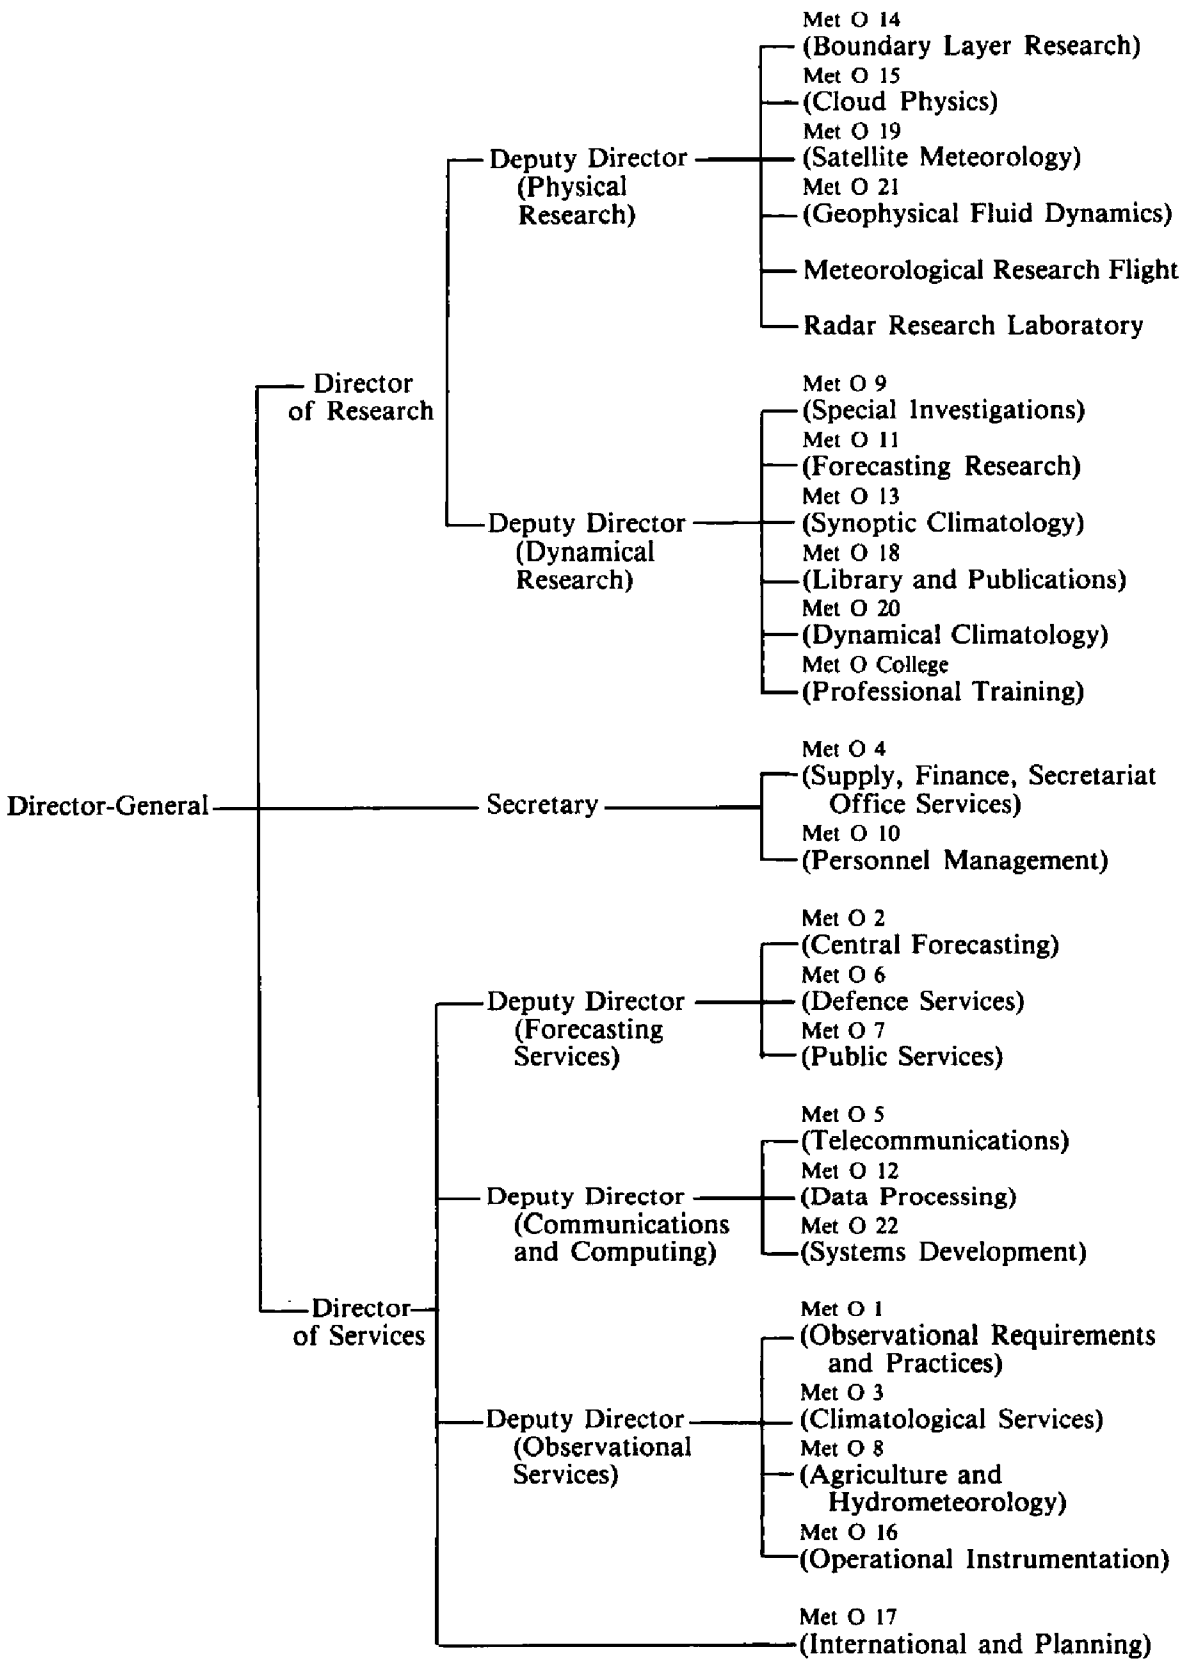 Met O 14
(Boundary Layer Research)
Met O 15
(Cloud Physics)
Met O 19
Deputy Director
(Satellite Meteorology)
(Physical
Met O 21
Research)
(Geophysical Fluid Dynamics)
Meteorological Research Flight
Radar Research Laboratory
Director
of Research
Met O 9
(Special Investigations)
Met O 11
(Forecasting Research)
Met O 13
Deputy Director
(Synoptic Climatology)
(Dynamical
Met O 18
Research)
(Library and Publications)
Met O 20
(Dynamical Climatology)
Met O College
(Professional Training)
Met O 4
(Supply, Finance, Secretariat
Office Services)
Director-General
Secretary
Met O 10
(Personnel Management)
Met O 2
(Central Forecasting)
Met O 6
Deputy Director
(Defence Services)
(Forecasting
Met O 7
Services)
(Public Services)
Met O 5
(Telecommunications)
Met O 12
Deputy Director
(Data Processing)
(Communications
Met O 22
and Computing)
(Systems Development)
Director
of Services
Met O 1
(Observational Requirements
and Practices)
Met O 3
Deputy Director
(Climatological Services)
(Observational
Met O 8
Services)
(Agriculture and
Hydrometeorology)
Met O 16
(Operational Instrumentation)
Met O 17
(International and Planning)